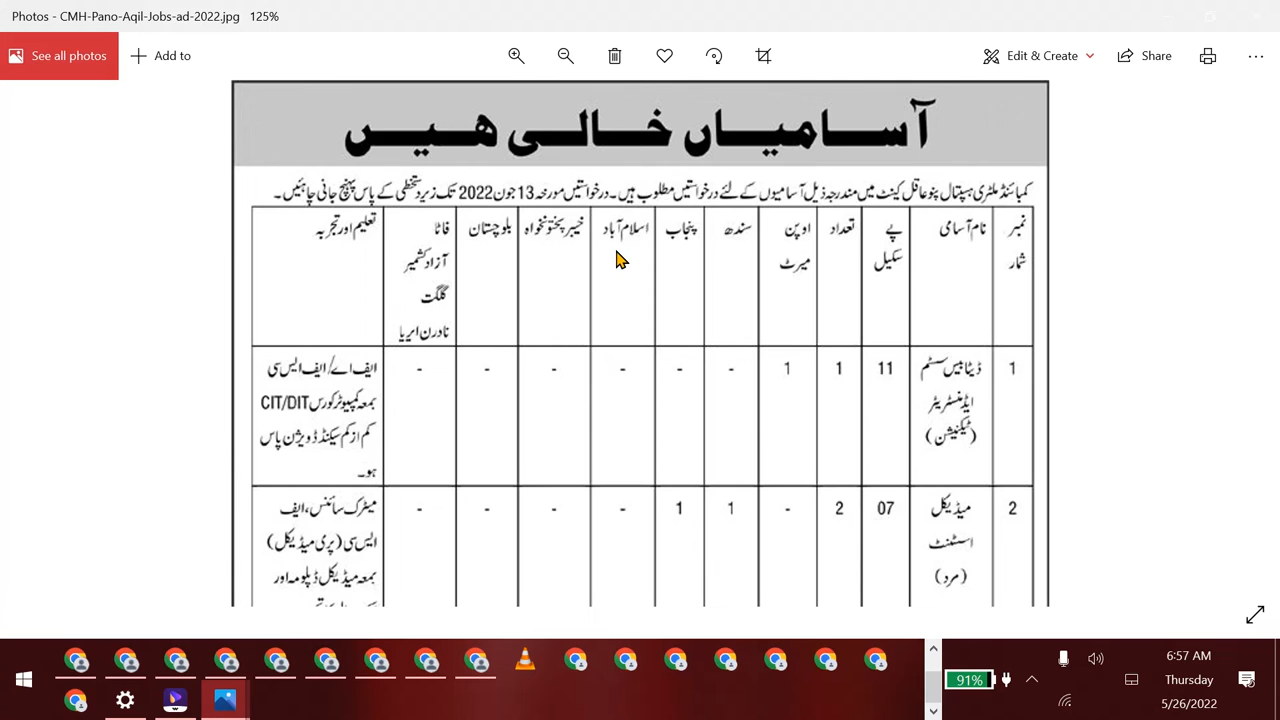 Photos - CMH-Pano-Aqil-Jobs-ad-2022.jpg   125%
See all photos
Add to
Edit & Create
Share
آسامیاں خالی ھیں
کمبائنڈ ملٹری ہسپتال پنوعاقل کینٹ میں مندرجہ ذیل آسامیوں کے لئے درخواستیں مطلوب ہیں۔ درخواستیں مورخہ 13 جون 2022 تک زیر دستخطی کے پاس پہنچ جانی چاہئیں۔
نمبر شمار
نام آسامی
پے سکیل
تعداد
اوپن میرٹ
سندھ
پنجاب
اسلام آباد
خیبر پختونخواہ
بلوچستان
فاٹا
آزاد کشمیر
گلگت
نادرن ایریا
تعلیم اور تجربہ
1
ڈیٹا بیس سسٹم
ایڈمنسٹریٹر
(ٹیکنیشن)
11
1
1
-
-
-
-
-
-
ایف اے/ ایف ایس سی
بمعہ کمپیوٹر کورس CIT/DIT
کم از کم سیکنڈ ڈویژن پاس
ہو۔
2
میڈیکل
اسسٹنٹ
(مرد)
07
2
-
1
1
-
-
-
-
میٹرک سائنس، ایف
ایس سی (پری میڈیکل)
بمعہ میڈیکل ڈپلومہ اور
91%
6:57 AM
Thursday
5/26/2022